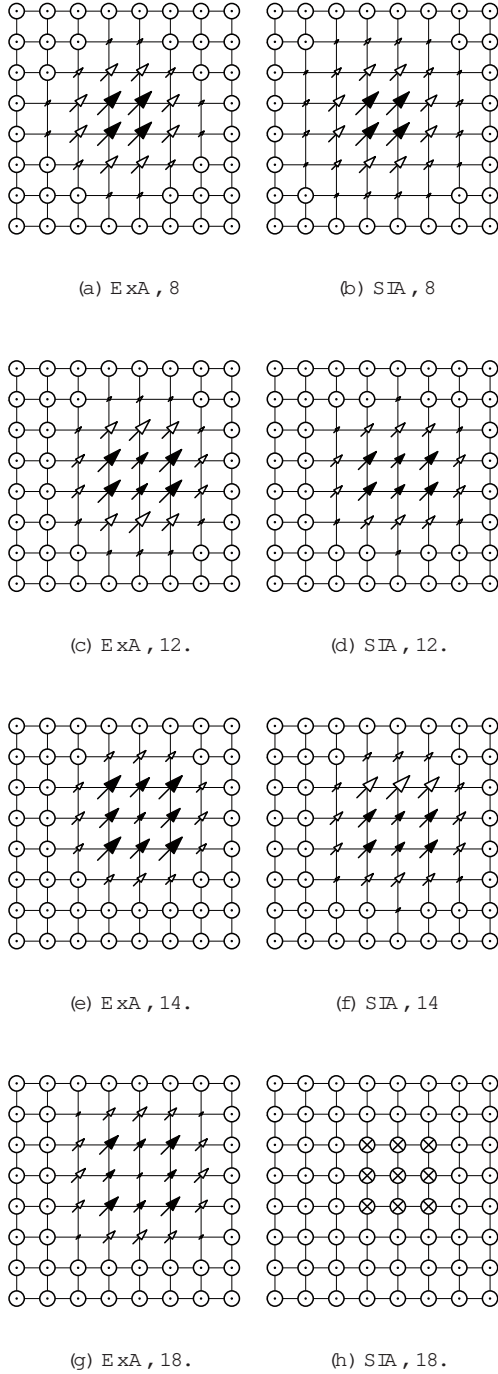 (a) ExA, 8
(b) SIA, 8
(c) ExA, 12.
(d) SIA, 12.
(e) ExA, 14.
(f) SIA, 14
(g) ExA, 18.
(h) SIA, 18.